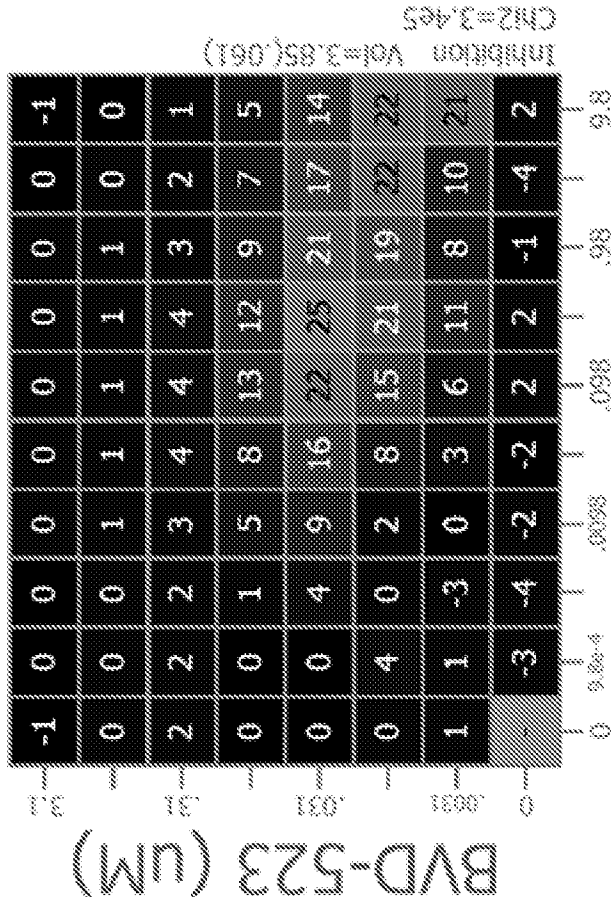 BVD-523 (uM)
3.1 -1 0 0 0 0 0 0 0 0 -1
0 0 0 1 1 1 1 1 0 0
.31 2 2 2 3 4 4 4 3 2 1
0 0 1 5 8 13 12 9 7 5
.031 0 0 4 9 16 22 25 21 17 14
0 4 0 2 8 15 21 19 22 22
.0031 1 1 -3 0 3 6 11 8 10 21
0 - -3 -4 -2 -2 2 2 -1 -4 2
0 9.8e-4 .0098 .098 .98 9.8
Vol=3.85(.061)
Inhibition
Chi2=3.4e5